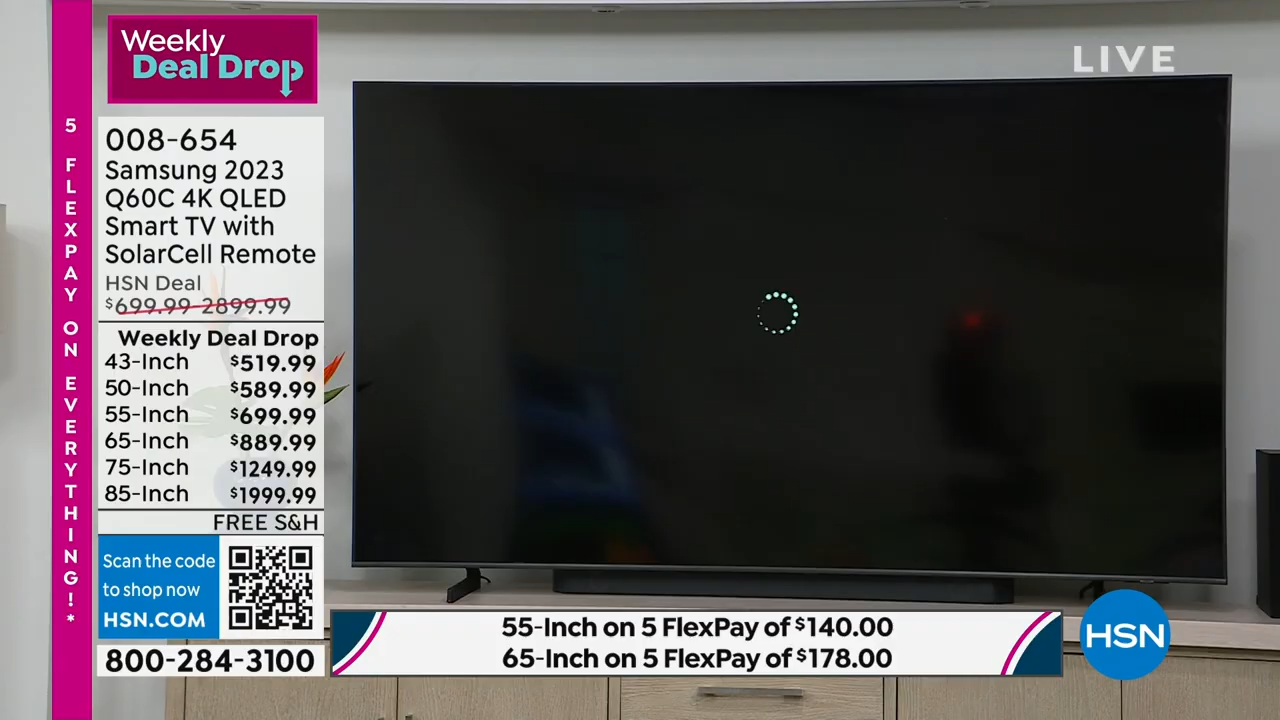 Weekly
Deal Drop
LIVE
5 FLEXPAY ON EVERYTHING!*
008-654
Samsung 2023
Q60C 4K QLED
Smart TV with
SolarCell Remote
HSN Deal
$699.99-2899.99
Weekly Deal Drop
43-Inch $519.99
50-Inch $589.99
55-Inch $699.99
65-Inch $889.99
75-Inch $1249.99
85-Inch $1999.99
FREE S&H
Scan the code
to shop now
HSN.COM
800-284-3100
55-Inch on 5 FlexPay of $140.00
65-Inch on 5 FlexPay of $178.00
HSN